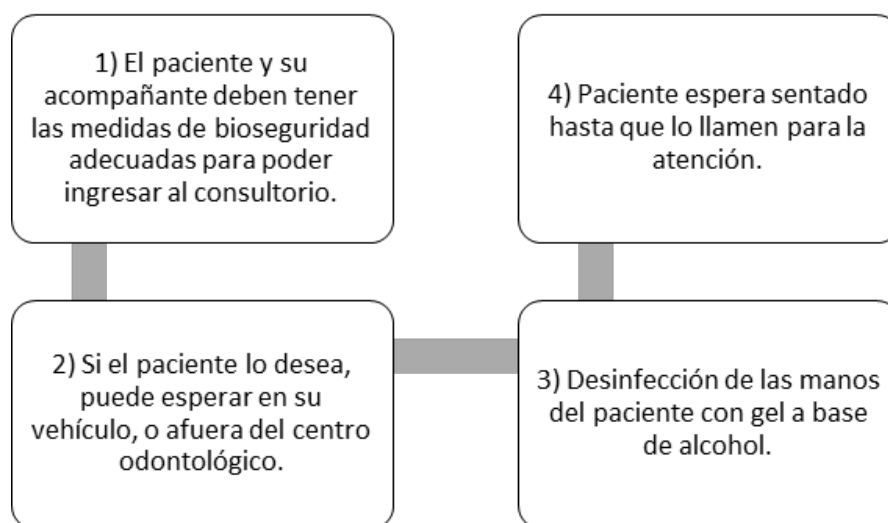 1) El paciente y su
acompañante deben tener
las medidas de bioseguridad
adecuadas para poder
ingresar al consultorio.
2) Si el paciente lo desea,
puede esperar en su
vehículo, o afuera del centro
odontológico.
3) Desinfección de las manos
del paciente con gel a base
de alcohol.
4) Paciente espera sentado
hasta que lo llamen para la
atención.